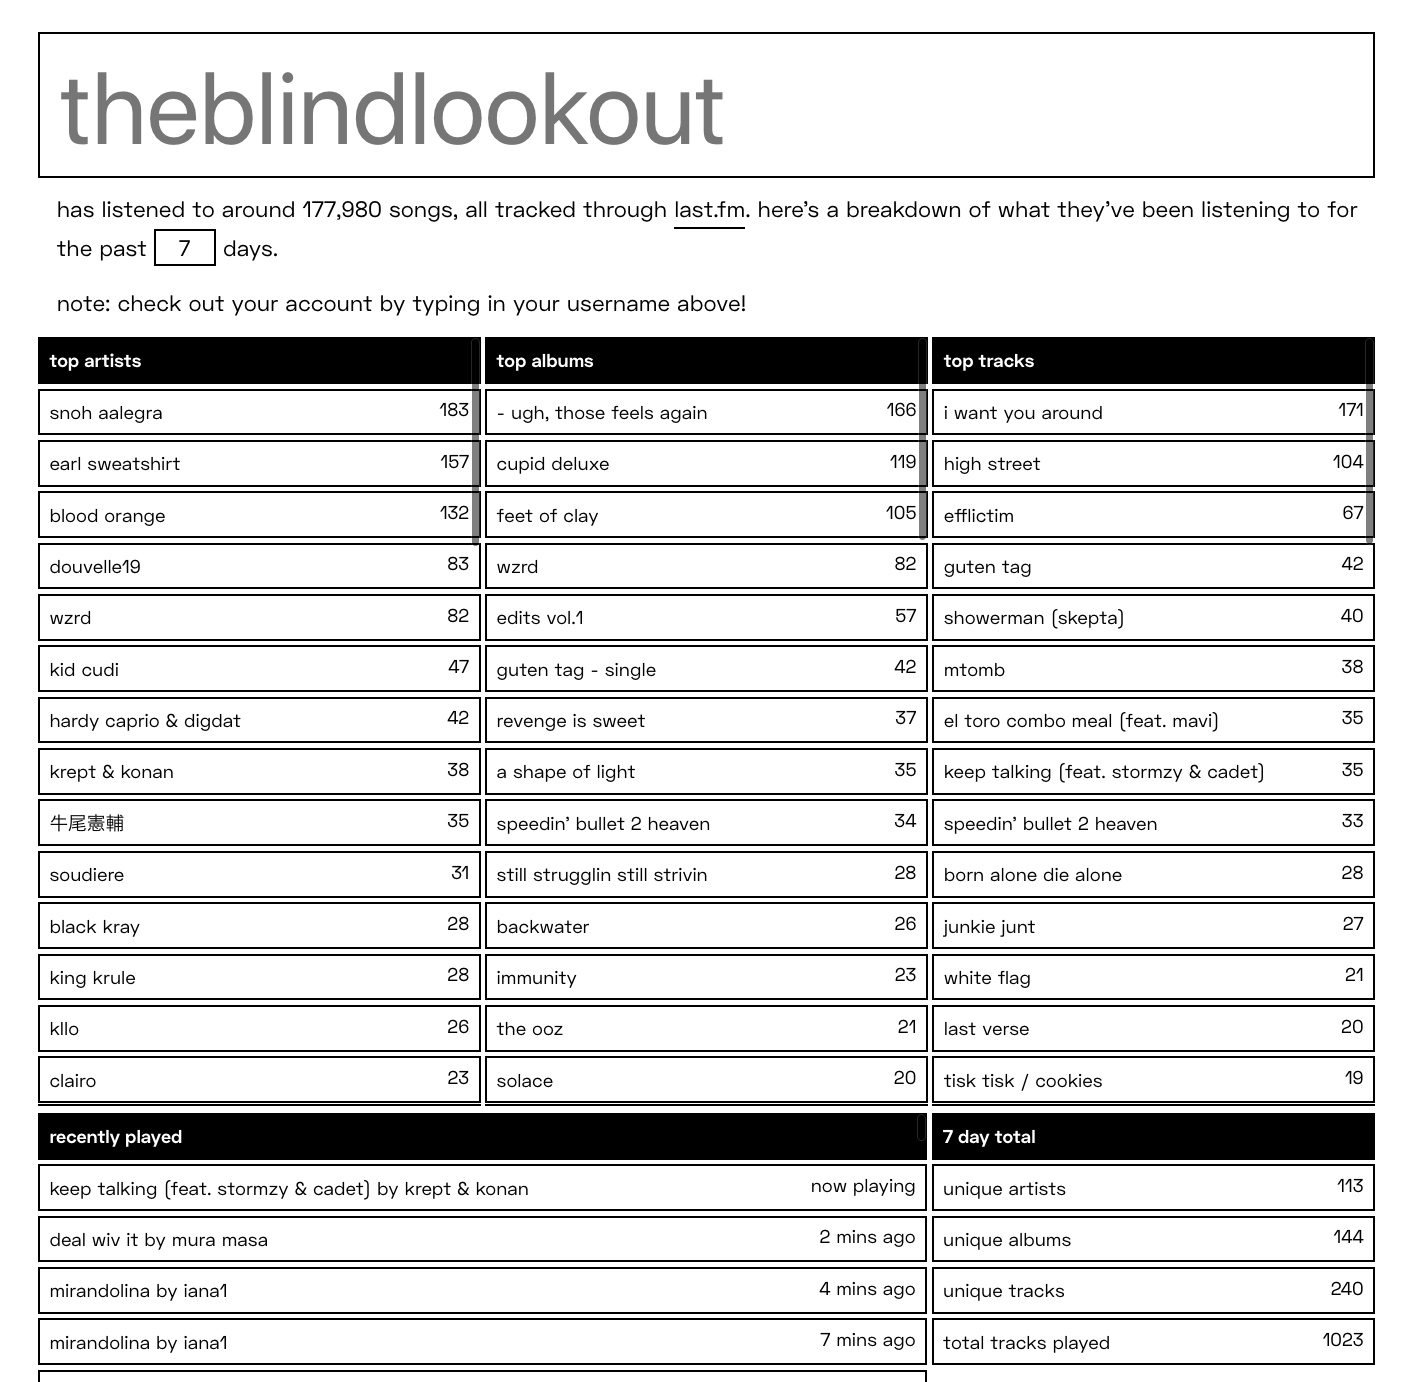 theblindlookout
has listened to around 177,980 songs, all tracked through last.fm. here's a breakdown of what they've been listening to for
the past 7 days.
note: check out your account by typing in your username above!
top artists
snoh aalegra 183
earl sweatshirt 157
blood orange 132
douvelle19 83
wzrd 82
kid cudi 47
hardy caprio & digdat 42
krept & konan 38
牛尾憲輔 35
soudiere 31
black kray 28
king krule 28
kllo 26
clairo 23
top albums
- ugh, those feels again 166
cupid deluxe 119
feet of clay 105
wzrd 82
edits vol.1 57
guten tag - single 42
revenge is sweet 37
a shape of light 35
speedin' bullet 2 heaven 34
still strugglin still strivin 28
backwater 26
immunity 23
the ooz 21
solace 20
top tracks
i want you around 171
high street 104
efflictim 67
guten tag 42
showerman (skepta) 40
mtomb 38
el toro combo meal (feat. mavi) 35
keep talking (feat. stormzy & cadet) 35
speedin' bullet 2 heaven 33
born alone die alone 28
junkie junt 27
white flag 21
last verse 20
tisk tisk / cookies 19
recently played
keep talking (feat. stormzy & cadet) by krept & konan now playing
deal wiv it by mura masa 2 mins ago
mirandolina by iana1 4 mins ago
mirandolina by iana1 7 mins ago
7 day total
unique artists 113
unique albums 144
unique tracks 240
total tracks played 1023